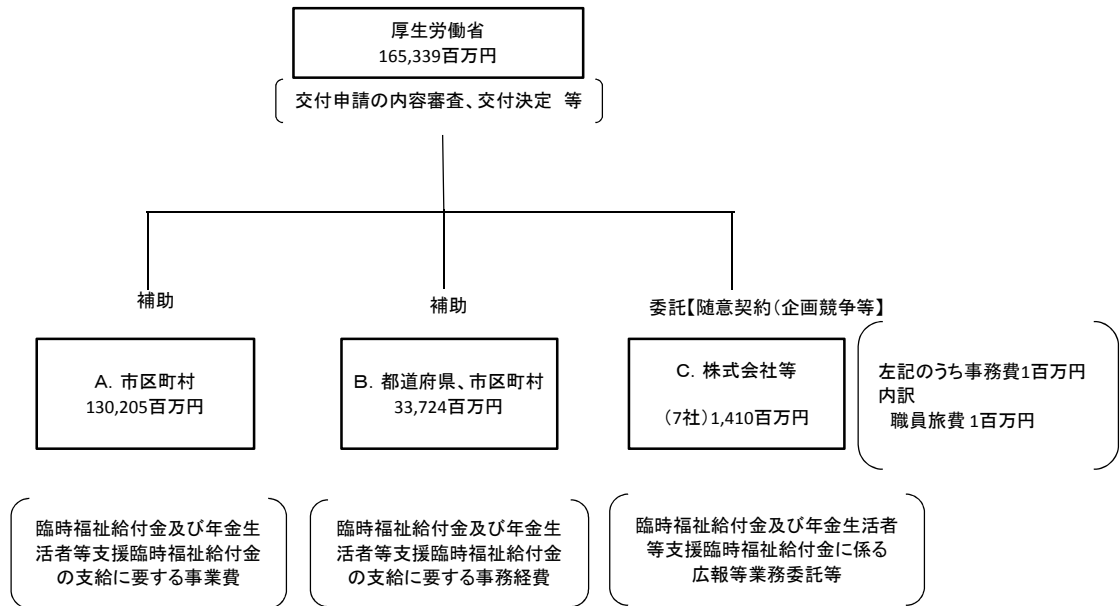 厚生労働省
165,339百万円
交付申請の内容審査、交付決定　等
補助
補助
委託【随意契約（企画競争等】
A．市区町村
130,205百万円
B．都道府県、市区町村
33,724百万円
C．株式会社等
（7社）1,410百万円
左記のうち事務費1百万円
内訳
職員旅費 1百万円
臨時福祉給付金及び年金生
活者等支援臨時福祉給付金
の支給に要する事業費
臨時福祉給付金及び年金生
活者等支援臨時福祉給付金
の支給に要する事務経費
臨時福祉給付金及び年金生活者
等支援臨時福祉給付金に係る
広報等業務委託等